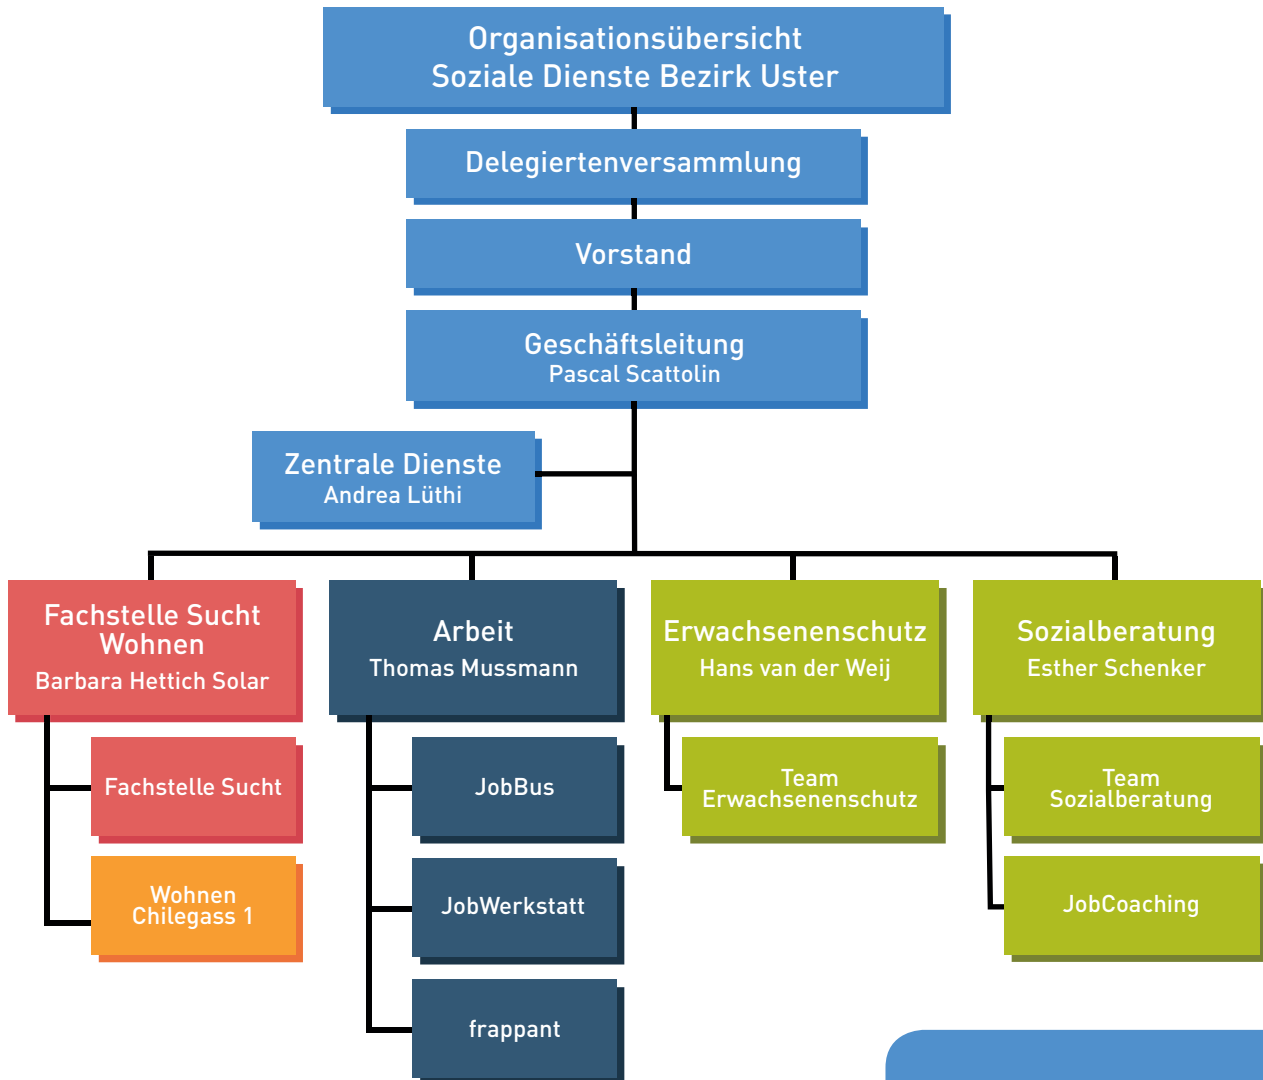 Organisationsübersicht
Soziale Dienste Bezirk Uster
Delegiertenversammlung
Vorstand
Geschäftsleitung
Pascal Scattolin
Zentrale Dienste
Andrea Lüthi
Fachstelle Sucht
Wohnen
Barbara Hettich Solar
Fachstelle Sucht
Wohnen
Chilegass 1
Arbeit
Thomas Mussmann
JobBus
JobWerkstatt
frappant
Erwachsenenschutz
Hans van der Weij
Team
Erwachsenenschutz
Sozialberatung
Esther Schenker
Team
Sozialberatung
JobCoaching